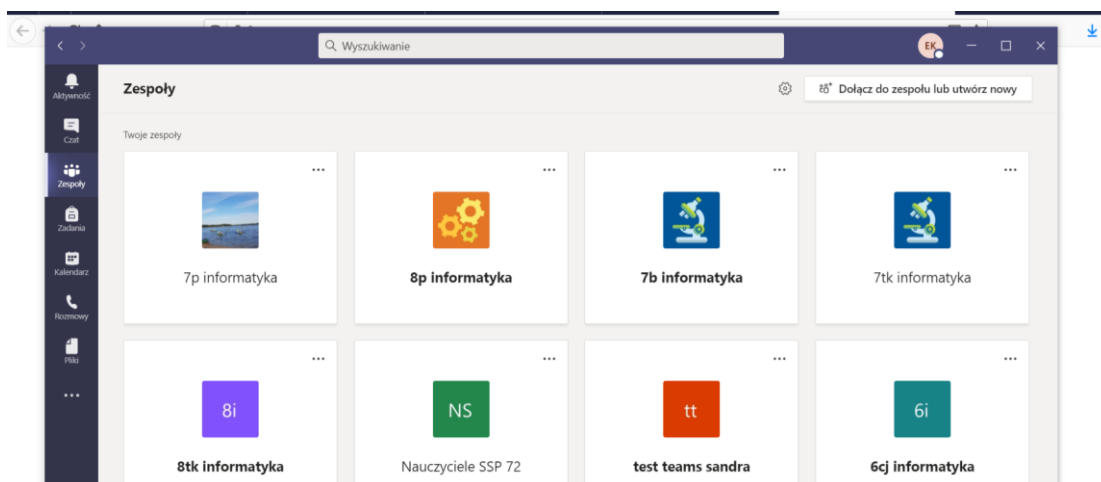 Wyszukiwanie
EK
Aktywność
Czat
Zespoły
Zadania
Kalendarz
Rozmowy
Pliki
Zespoły
Dołącz do zespołu lub utwórz nowy
Twoje zespoły
7p informatyka
8p informatyka
7b informatyka
7tk informatyka
8i
NS
tt
6i
8tk informatyka
Nauczyciele SSP 72
test teams sandra
6cj informatyka